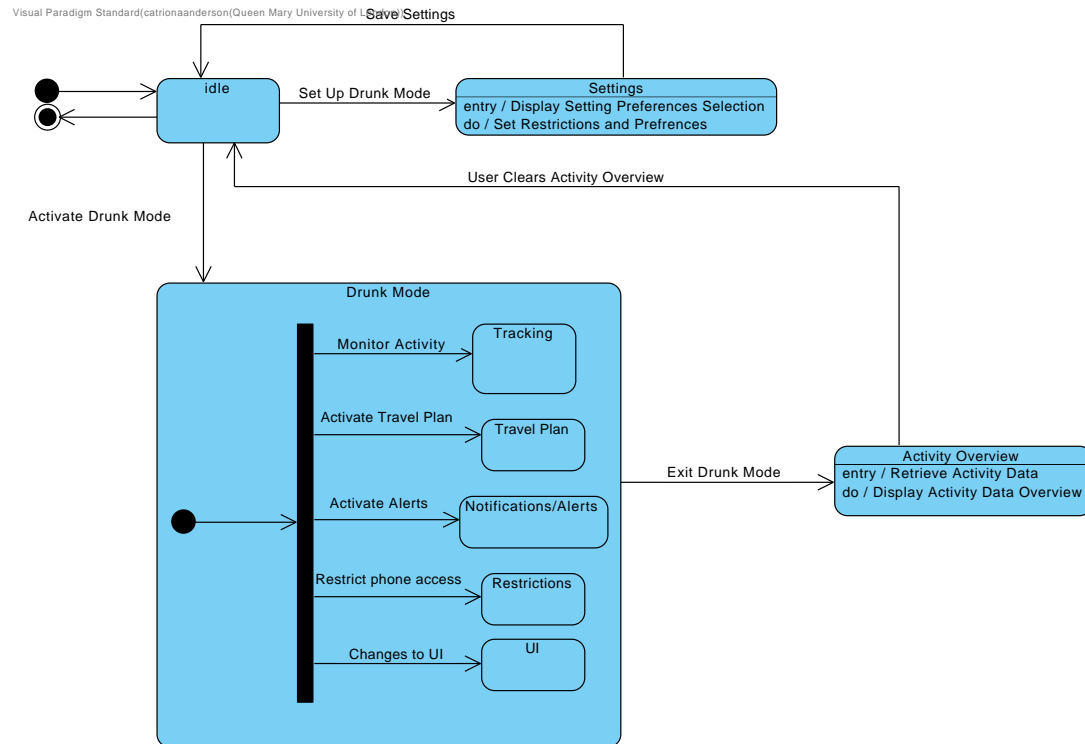 Visual Paradigm Standard(catrionaanderson(Queen Mary University of London))
Save Settings
idle
Set Up Drunk Mode
Settings
entry / Display Setting Preferences Selection
do / Set Restrictions and Prefrences
User Clears Activity Overview
Activate Drunk Mode
Drunk Mode
Monitor Activity
Tracking
Activate Travel Plan
Travel Plan
Activate Alerts
Notifications/Alerts
Restrict phone access
Restrictions
Changes to UI
UI
Exit Drunk Mode
Activity Overview
entry / Retrieve Activity Data
do / Display Activity Data Overview